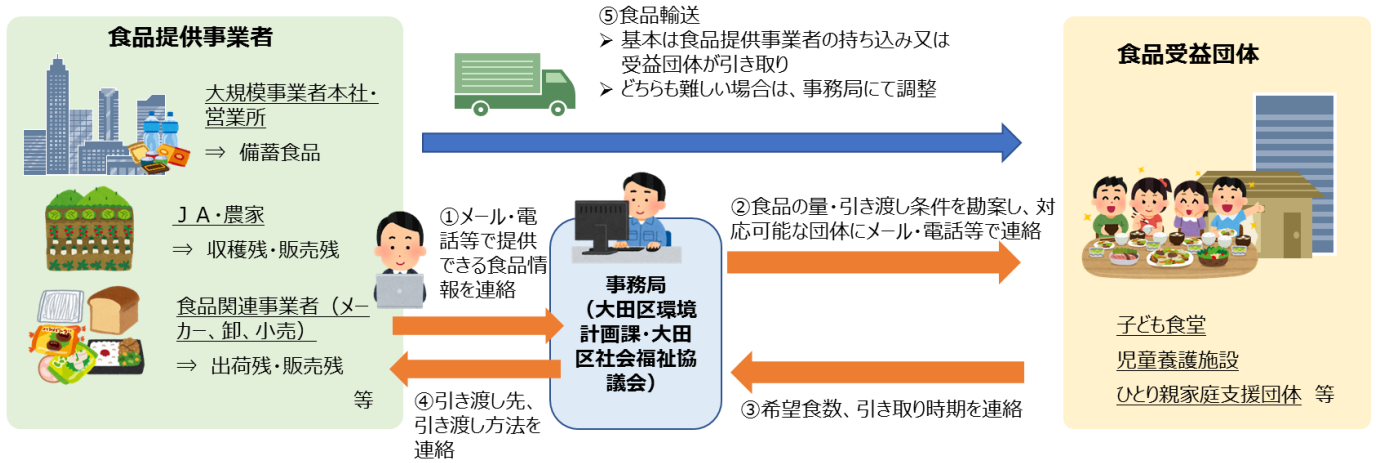 食品提供事業者
大規模事業者本社・
営業所
⇒ 備蓄食品
ＪＡ・農家
⇒ 収穫残・販売残
食品関連事業者（メー
カー、卸、小売）
⇒ 出荷残・販売残
等
⑤食品輸送
➢ 基本は食品提供事業者の持ち込み又は
受益団体が引き取り
➢ どちらも難しい場合は、事務局にて調整
①メール・電
話等で提供
できる食品情
報を連絡
事務局
（大田区環境
計画課・大田
区社会福祉協
議会）
②食品の量・引き渡し条件を勘案し、対
応可能な団体にメール・電話等で連絡
③希望食数、引き取り時期を連絡
④引き渡し先、
引き渡し方法を
連絡
食品受益団体
子ども食堂
児童養護施設
ひとり親家庭支援団体 等